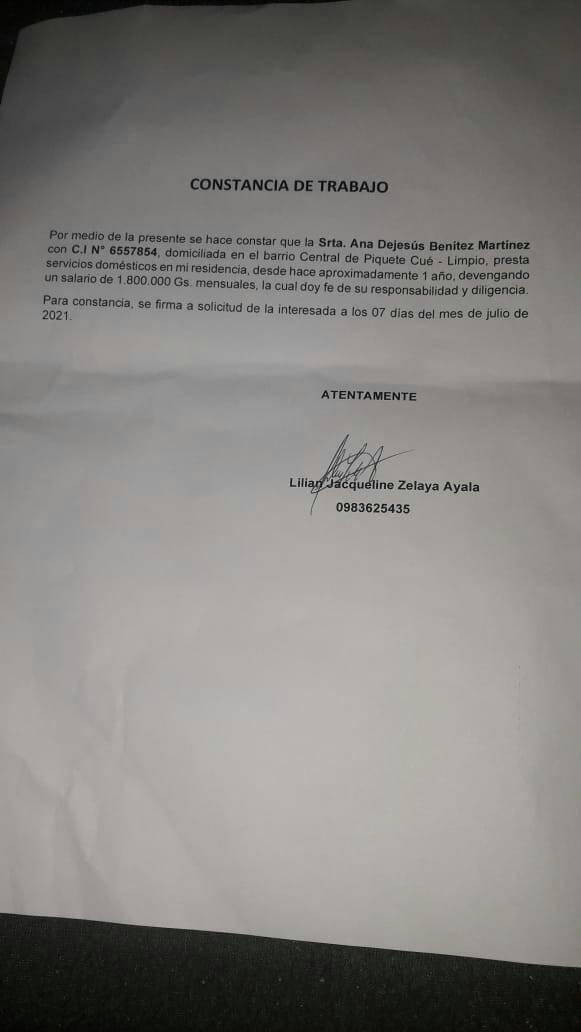 CONSTANCIA DE TRABAJO
Por medio de la presente se hace constar que la Srta. Ana Dejesús Benítez Martínez
con C.I N° 6557854, domiciliada en el barrio Central de Piquete Cué - Limpio, presta
servicios domésticos en mi residencia, desde hace aproximadamente 1 año, devengando
un salario de 1.800.000 Gs. mensuales, la cual doy fe de su responsabilidad y diligencia.
Para constancia, se firma a solicitud de la interesada a los 07 días del mes de julio de
2021.
ATENTAMENTE
Lilian Jacqueline Zelaya Ayala
0983625435